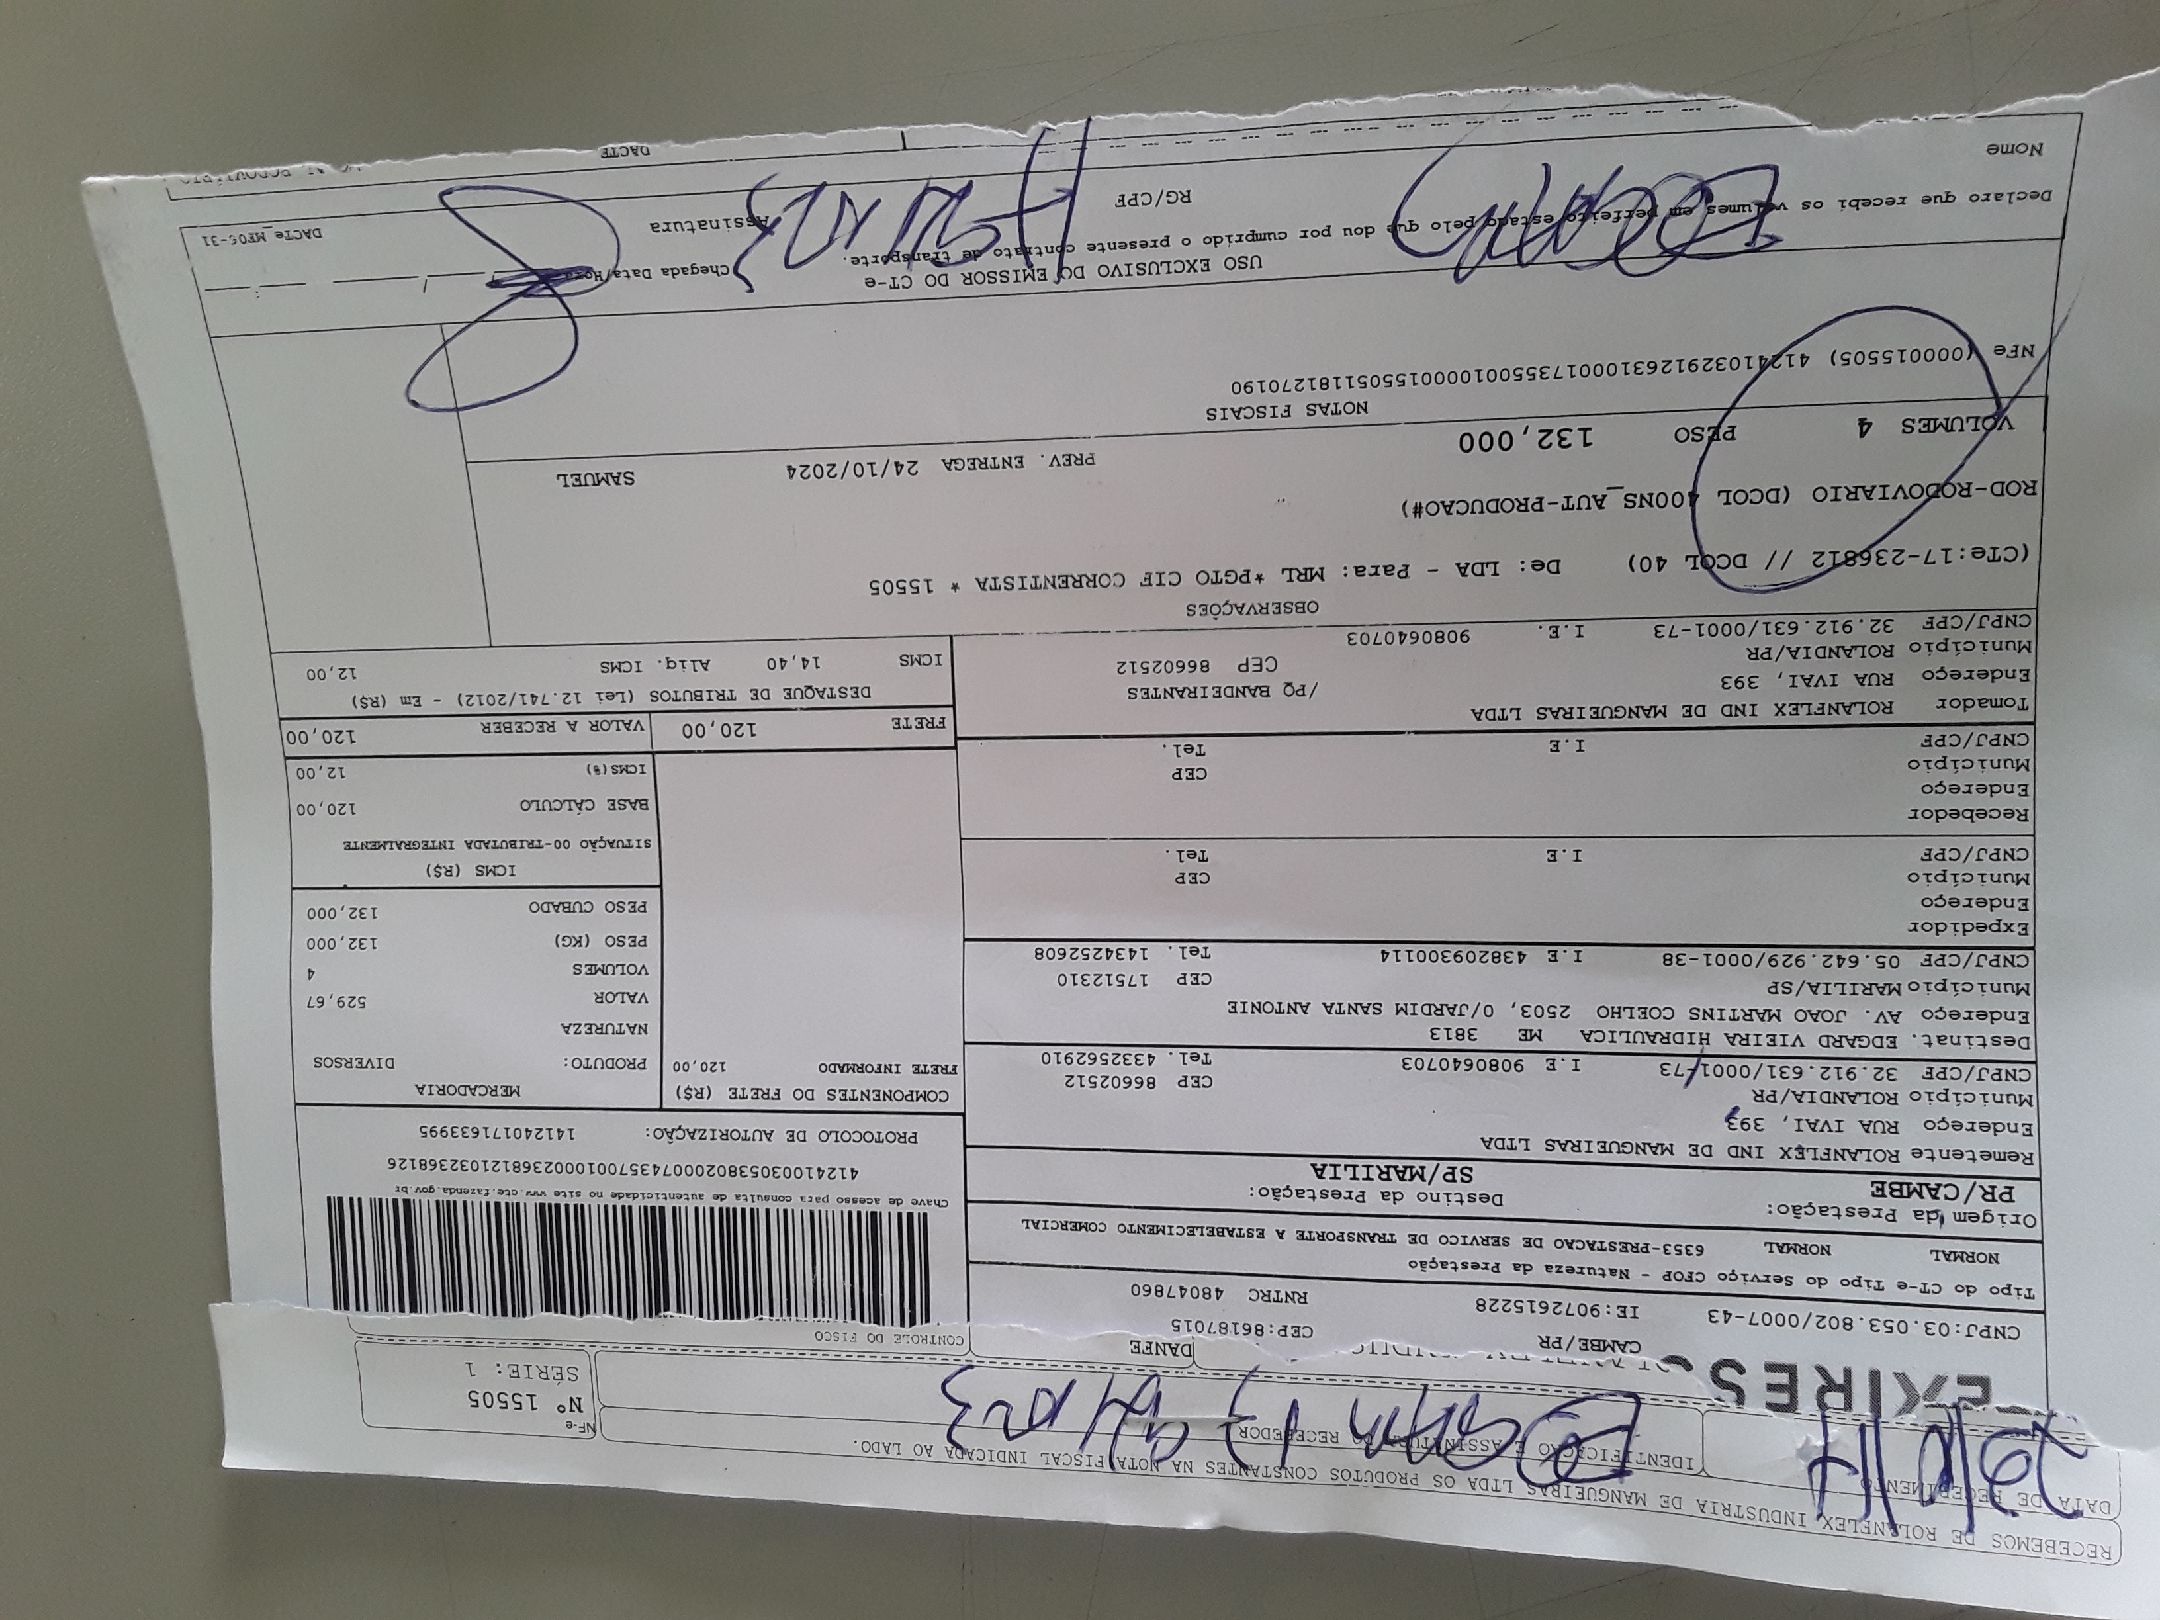 RECEBEMOS DE ROLANFLEX INDUSTRIA DE MANGUEIRAS LTDA OS PRODUTOS CONSTANTES NA NOTA FISCAL INDICADA AO LADO.
DATA DE RECEBIMENTO
IDENTIFICAÇÃO E ASSINATURA DO RECEBEDOR
NF-e
Nº 15505
SÉRIE: 1
DANFE
CONTROLE DO FISCO
EXPRES
CAMBE/PR CEP:86187015
CNPJ:03.053.802/0007-43 IE:9072615228 RNTRC 48047860
Tipo do CT-e Tipo do Serviço CFOP - Natureza da Prestação
NORMAL NORMAL 6353-PRESTACAO DE SERVICO DE TRANSPORTE A ESTABELECIMENTO COMERCIAL
Origem da Prestação: Destino da Prestação:
PR/CAMBE SP/MARILIA
Chave de acesso para consulta de autenticidade no site www.cte.fazenda.gov.br
41241003053802000743570010002368121032368126
PROTOCOLO DE AUTORIZAÇÃO: 141240171633995
Remetente ROLANFLEX IND DE MANGUEIRAS LTDA
Endereço RUA IVAI, 393
Município ROLANDIA/PR CEP 86602512
CNPJ/CPF 32.912.631/0001-73 I.E 9080640703 Tel. 4332562910
Destinat. EDGARD VIEIRA HIDRAULICA ME 3813
Endereço AV. JOAO MARTINS COELHO 2503, 0/JARDIM SANTA ANTONIE
Município MARILIA/SP CEP 17512310
CNPJ/CPF 05.642.929/0001-38 I.E 438209300114 Tel. 1434252608
Expedidor
Endereço
Município CEP
CNPJ/CPF I.E Tel.
Recebedor
Endereço
Município CEP
CNPJ/CPF I.E Tel.
Tomador ROLANFLEX IND DE MANGUEIRAS LTDA
Endereço RUA IVAI, 393 /PQ BANDEIRANTES
Município ROLANDIA/PR CEP 86602512
CNPJ/CPF 32.912.631/0001-73 I.E. 9080640703
COMPONENTES DO FRETE (R$)
FRETE INFORMADO 120,00
MERCADORIA
PRODUTO: DIVERSOS
NATUREZA
VALOR 529,67
VOLUMES 4
PESO (KG) 132,000
PESO CUBADO 132,000
ICMS (R$)
SITUAÇÃO 00-TRIBUTADA INTEGRALMENTE
BASE CÁLCULO 120,00
ICMS(%) 12,00
FRETE 120,00 VALOR A RECEBER 120,00
DESTAQUE DE TRIBUTOS (Lei 12.741/2012) - Em (R$)
ICMS 14,40 Aliq. ICMS 12,00
OBSERVAÇÕES
(CTe:17-236812 // DCOL 40) De: LDA - Para: MRL *PGTO CIF CORRENTISTA * 15505
ROD-RODOVIARIO (DCOL 400NS_AUT-PRODUCAO#)
PREV. ENTREGA 24/10/2024 SAMUEL
VOLUMES 4 PESO 132,000
NOTAS FISCAIS
NFe (000015505) 41241032912631000173550010000155051181270190
USO EXCLUSIVO DO EMISSOR DO CT-e
Declaro que recebi os volumes em perfeito estado pelo que dou por cumprido o presente contrato de transporte.
Chegada Data/Hora
Nome RG/CPF Assinatura
DACTe_MF06-31
DACTE